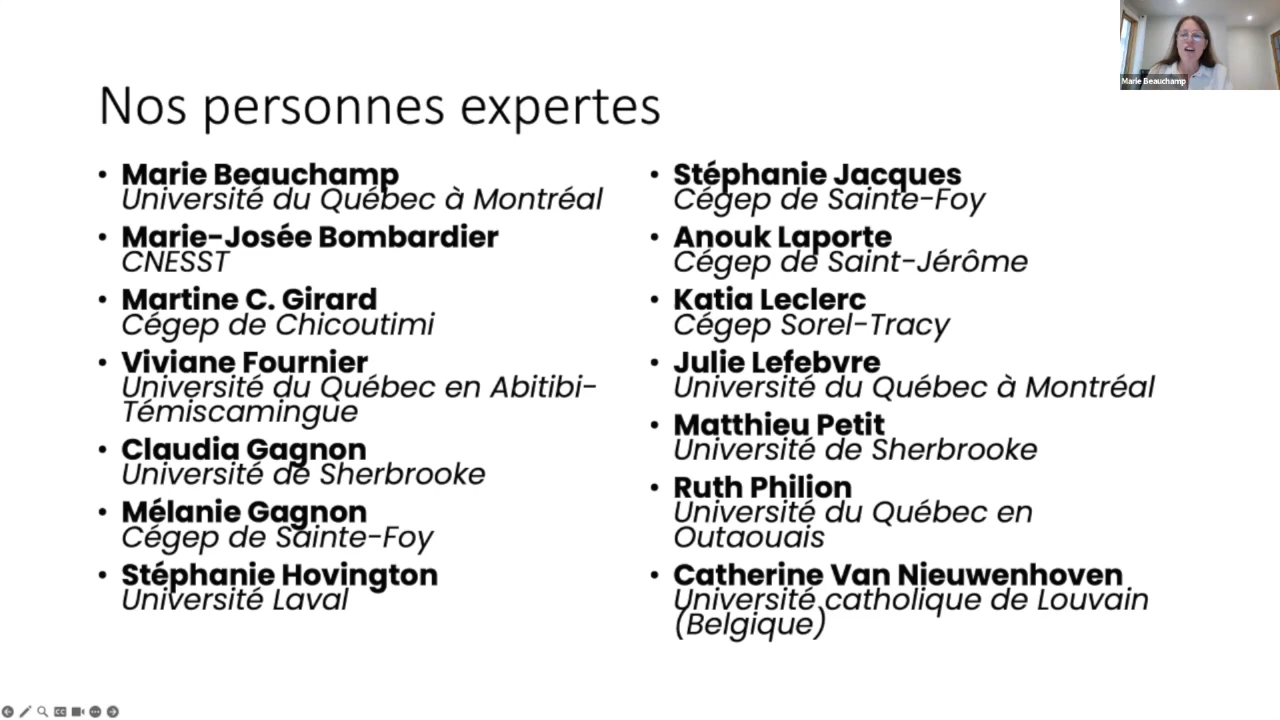 Marie Beauchamp
Nos personnes expertes
• Marie Beauchamp
Université du Québec à Montréal
• Marie-Josée Bombardier
CNESST
• Martine C. Girard
Cégep de Chicoutimi
• Viviane Fournier
Université du Québec en Abitibi-
Témiscamingue
• Claudia Gagnon
Université de Sherbrooke
• Mélanie Gagnon
Cégep de Sainte-Foy
• Stéphanie Hovington
Université Laval
• Stéphanie Jacques
Cégep de Sainte-Foy
• Anouk Laporte
Cégep de Saint-Jérôme
• Katia Leclerc
Cégep Sorel-Tracy
• Julie Lefebvre
Université du Québec à Montréal
• Matthieu Petit
Université de Sherbrooke
• Ruth Philion
Université du Québec en
Outaouais
• Catherine Van Nieuwenhoven
Université catholique de Louvain
(Belgique)
CC